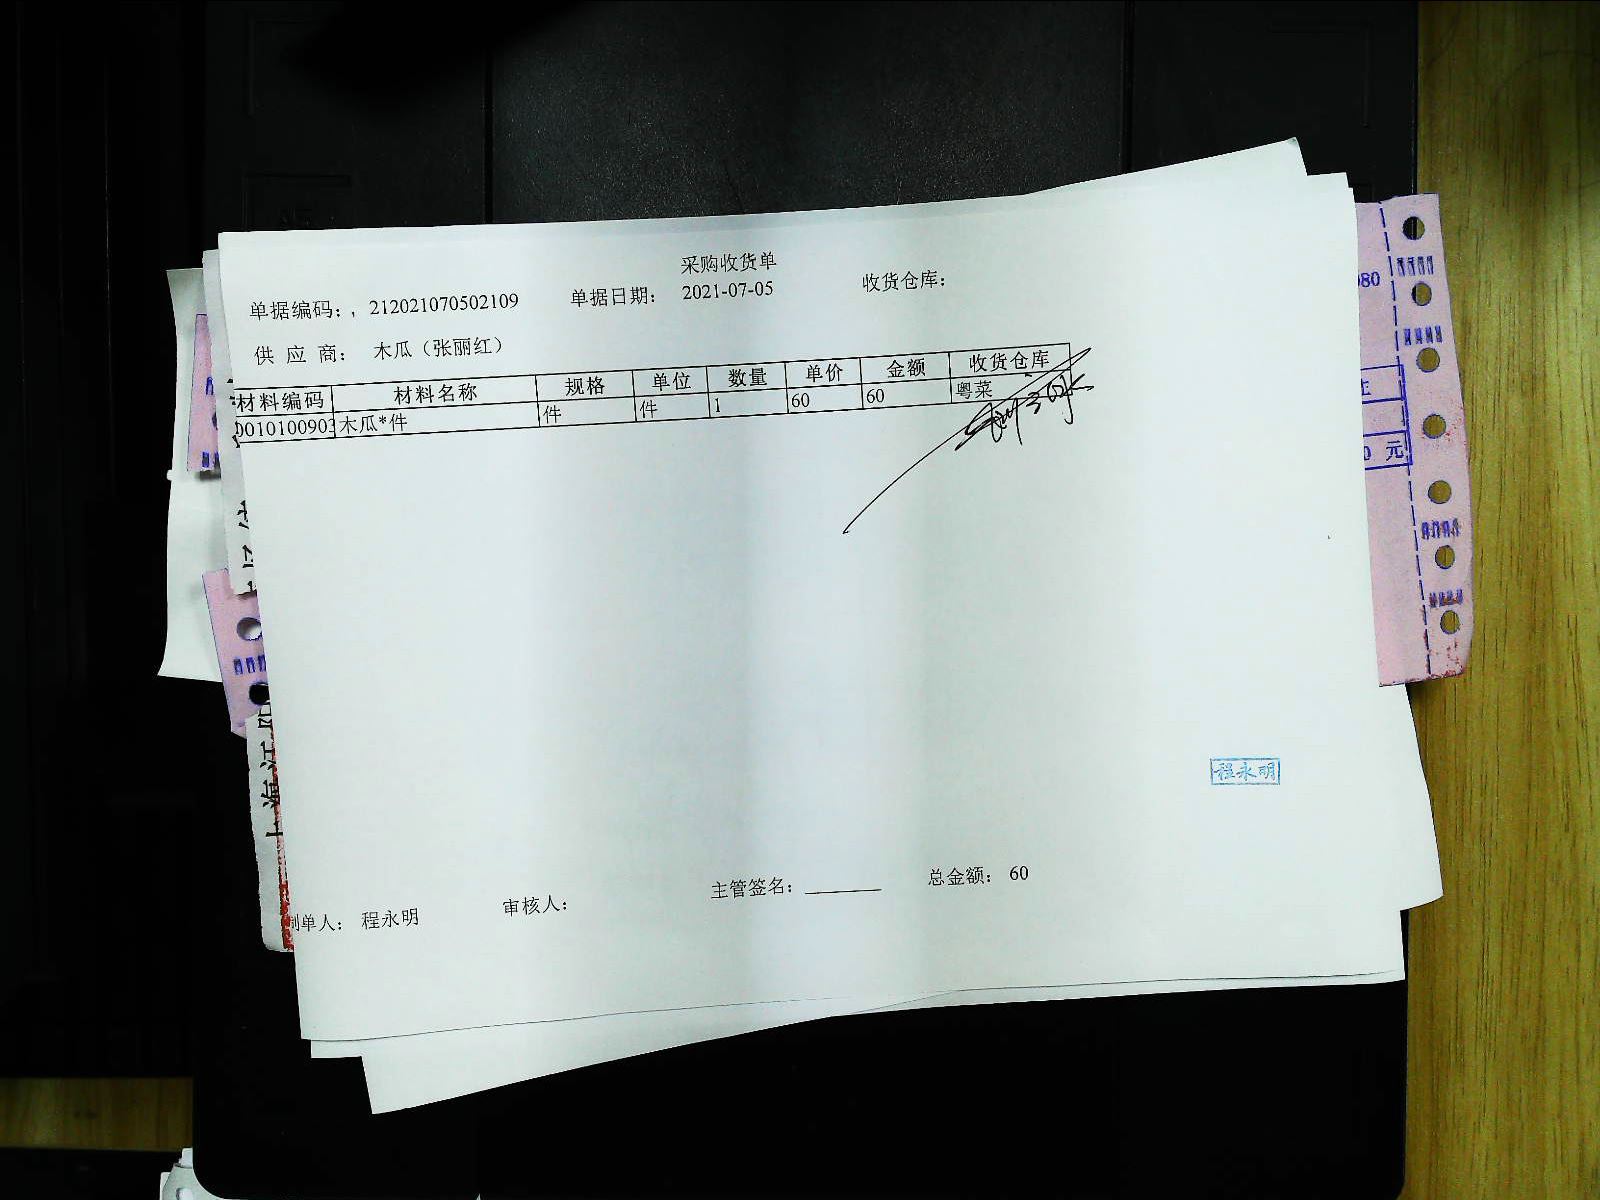 采购收货单
单据编码:，212021070502109 单据日期： 2021-07-05 收货仓库：
供 应 商： 木瓜（张丽红）
材料编码 材料名称 规格 单位 数量 单价 金额 收货仓库
0010100903 木瓜*件 件 件 1 60 60 粤菜
程永明
制单人： 程永明 审核人： 主管签名： 总金额： 60
080
元